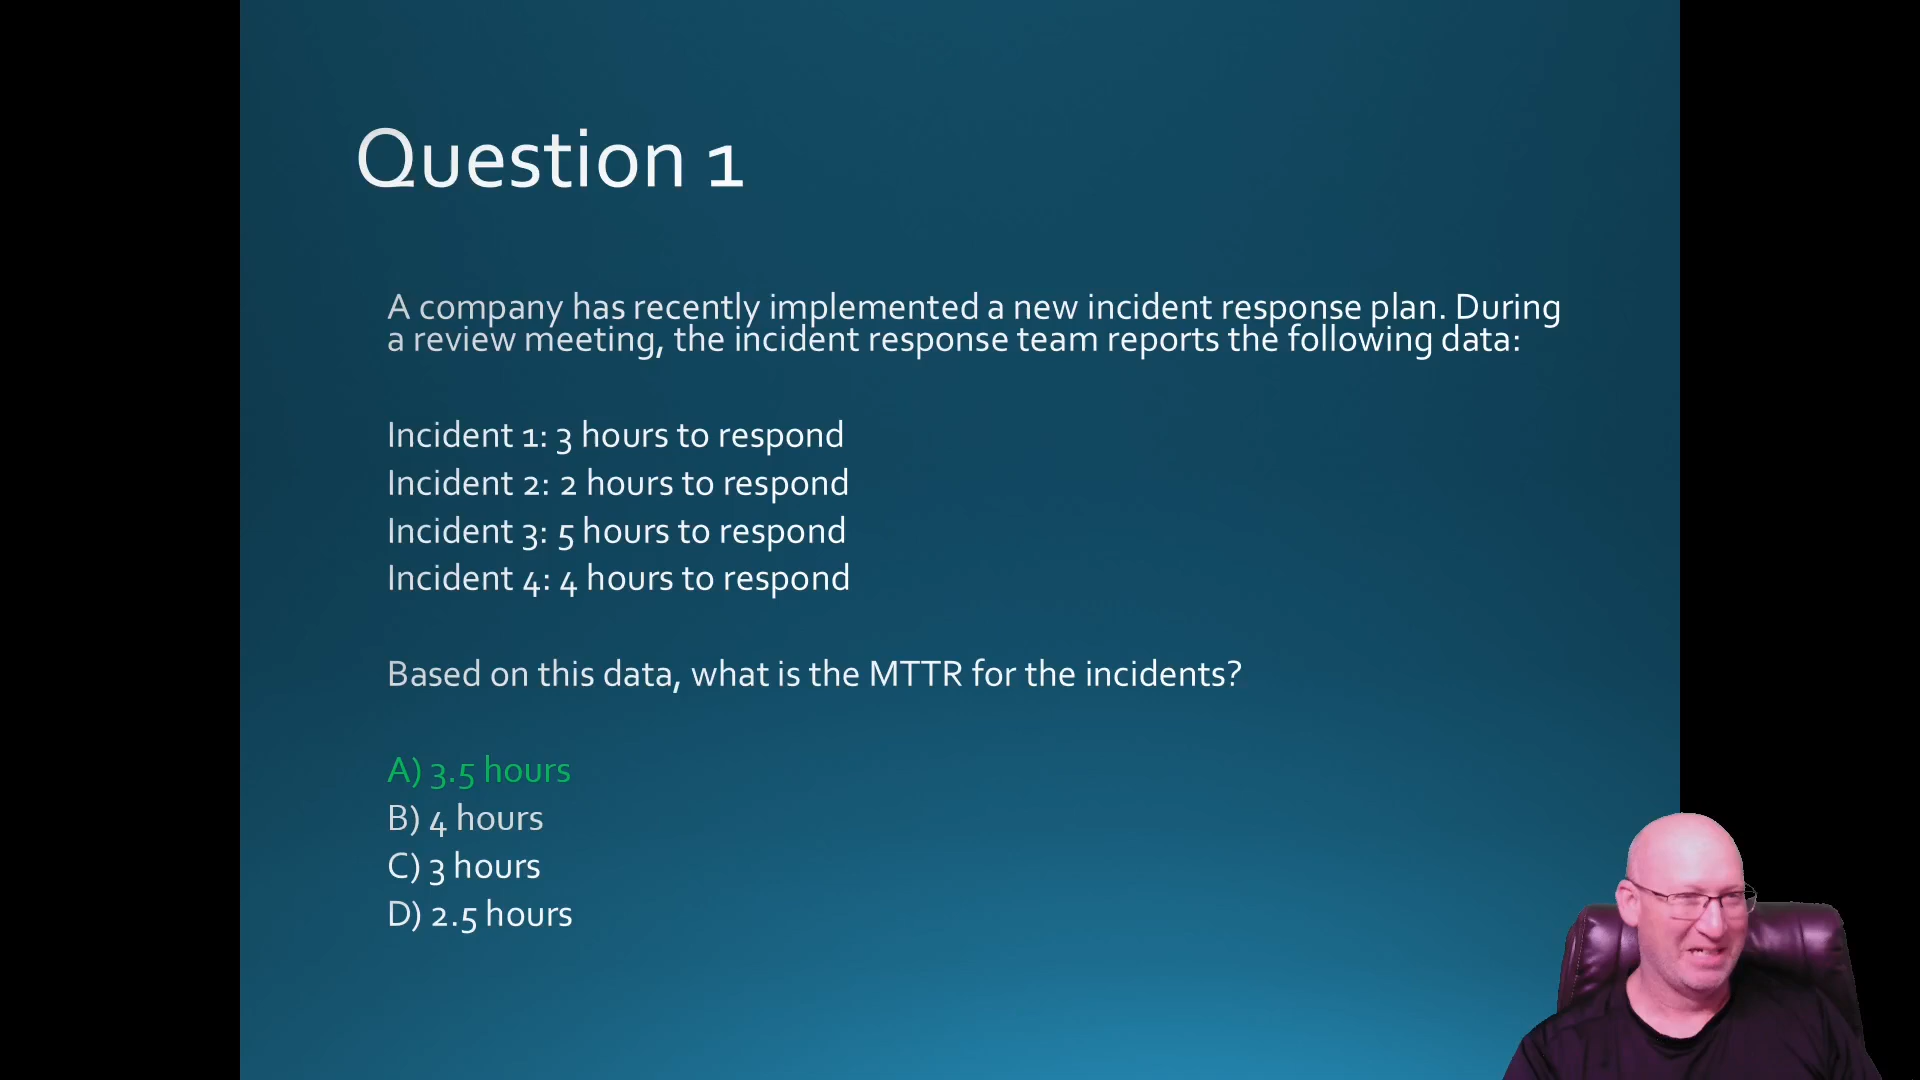 Question 1
A company has recently implemented a new incident response plan. During
a review meeting, the incident response team reports the following data:
Incident 1: 3 hours to respond
Incident 2: 2 hours to respond
Incident 3: 5 hours to respond
Incident 4: 4 hours to respond
Based on this data, what is the MTTR for the incidents?
A) 3.5 hours
B) 4 hours
C) 3 hours
D) 2.5 hours